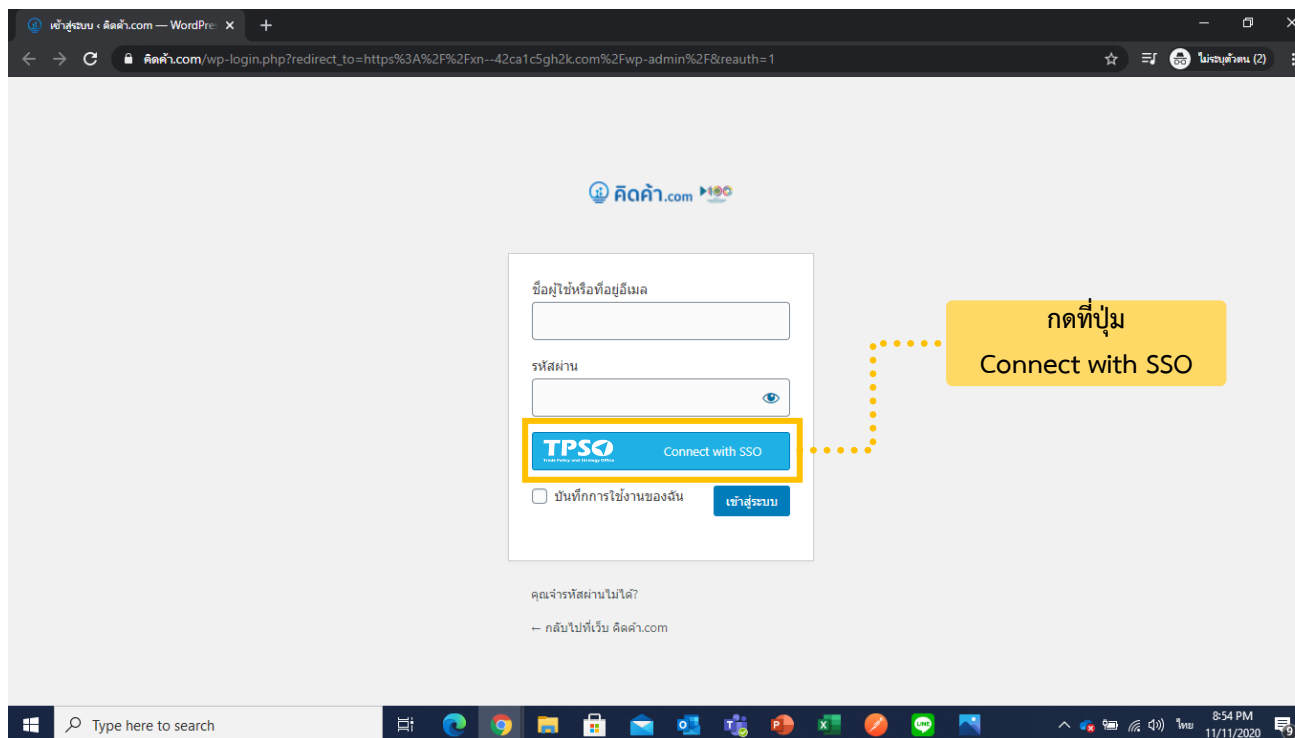 เข้าสู่ระบบ ‹ คิดค้า.com — WordPre
คิดค้า.com/wp-login.php?redirect_to=https%3A%2F%2Fxn--42ca1c5gh2k.com%2Fwp-admin%2F&reauth=1
ไม่ระบุตัวตน (2)
คิดค้า.com
ชื่อผู้ใช้หรือที่อยู่อีเมล
รหัสผ่าน
TPSO
Trade Policy and Strategy Office
Connect with SSO
บันทึกการใช้งานของฉัน
เข้าสู่ระบบ
กดที่ปุ่ม
Connect with SSO
คุณจำรหัสผ่านไม่ได้?
← กลับไปที่เว็บ คิดค้า.com
Type here to search
ไทย
8:54 PM
11/11/2020